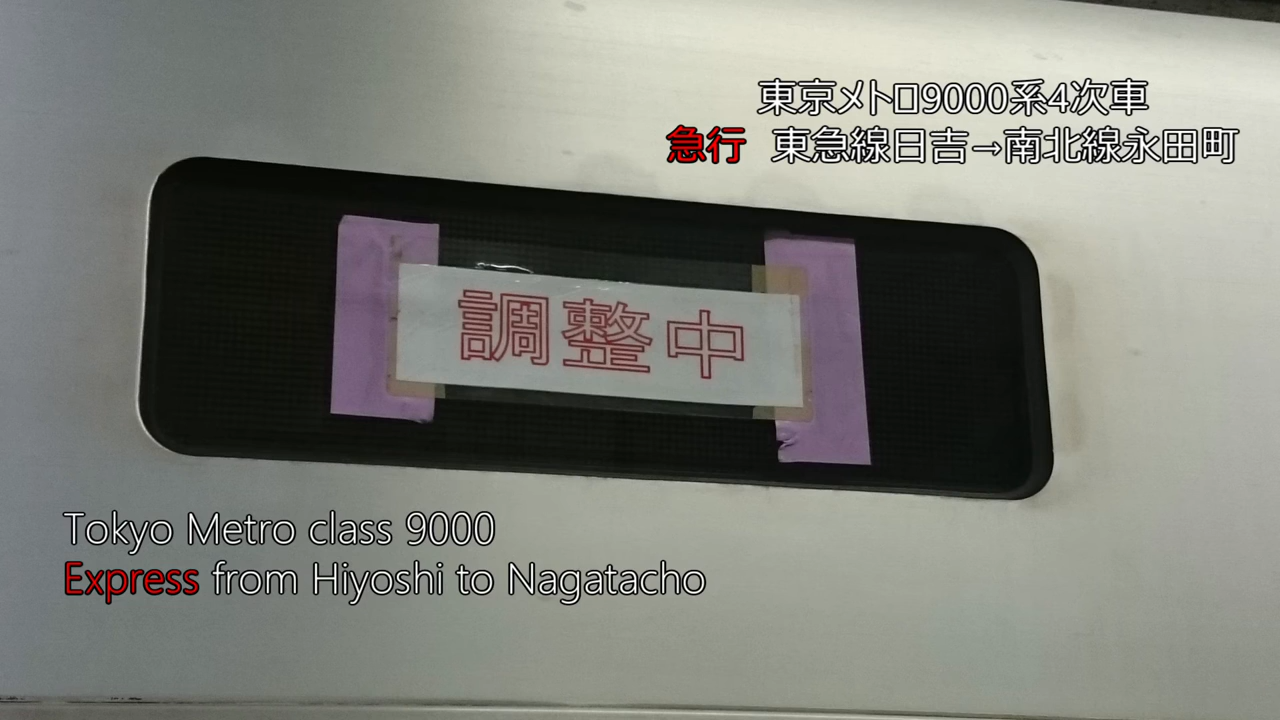 東京メトロ9000系4次車
急行 東急線日吉→南北線永田町
調整中
Tokyo Metro class 9000
Express from Hiyoshi to Nagatacho